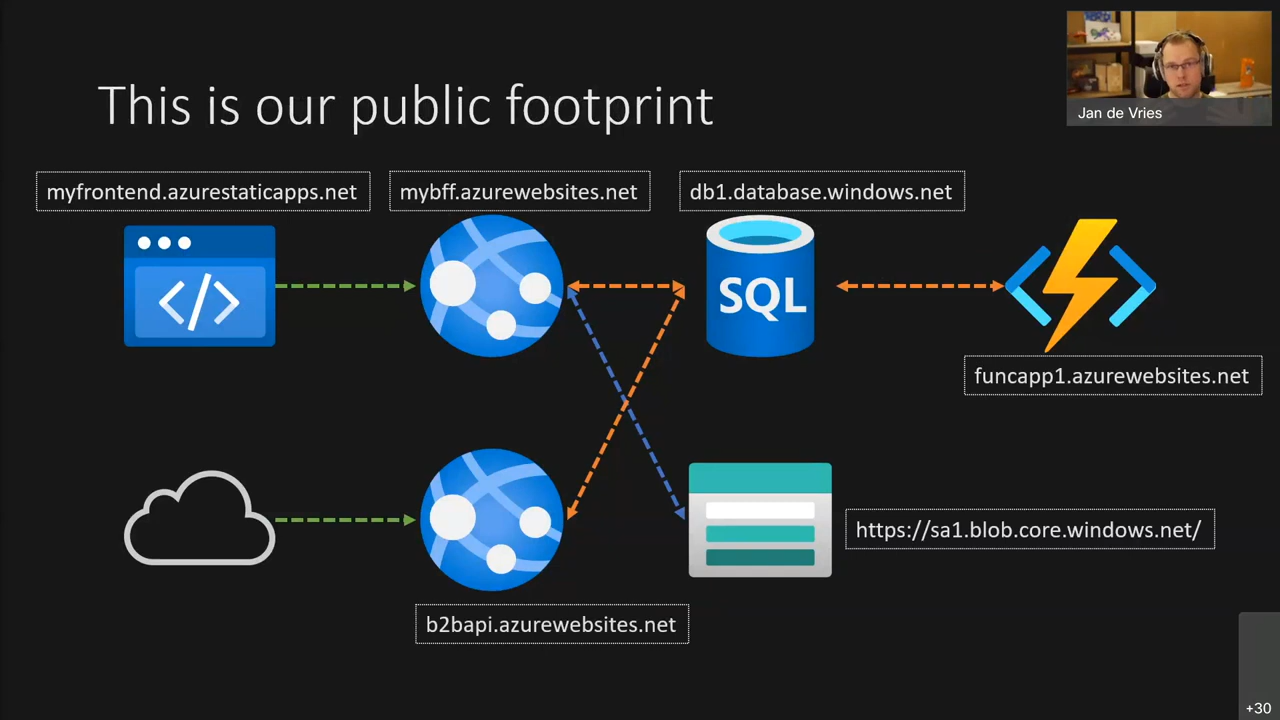 This is our public footprint
Jan de Vries
myfrontend.azurestaticapps.net
mybff.azurewebsites.net
db1.database.windows.net
SQL
funcapp1.azurewebsites.net
https://sa1.blob.core.windows.net/
b2bapi.azurewebsites.net
+30